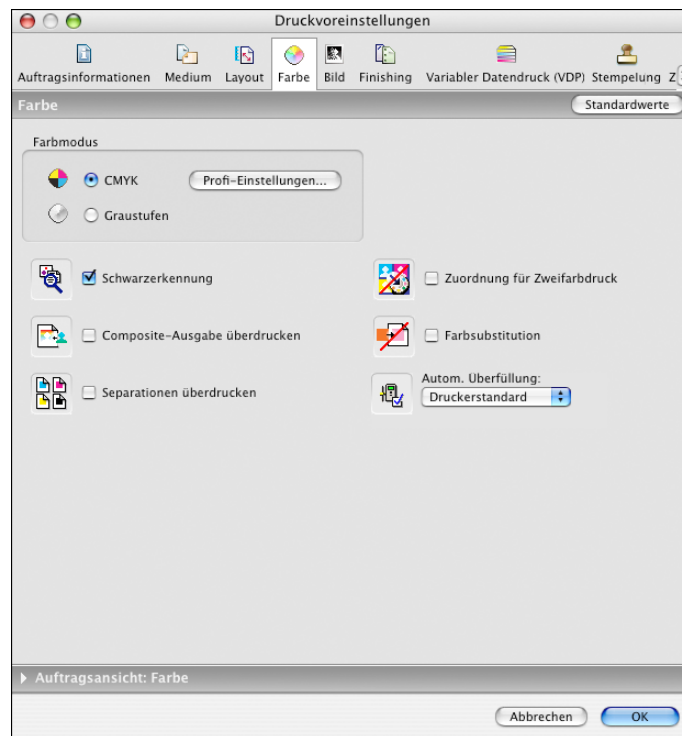 Druckvoreinstellungen
Auftragsinformationen Medium Layout Farbe Bild Finishing Variabler Datendruck (VDP) Stempelung Z
Farbe Standardwerte
Farbmodus
CMYK Profi-Einstellungen...
Graustufen
Schwarzerkennung Zuordnung für Zweifarbdruck
Composite-Ausgabe überdrucken Farbsubstitution
Separationen überdrucken Autom. Überfüllung:
Druckerstandard
Auftragsansicht: Farbe
Abbrechen OK